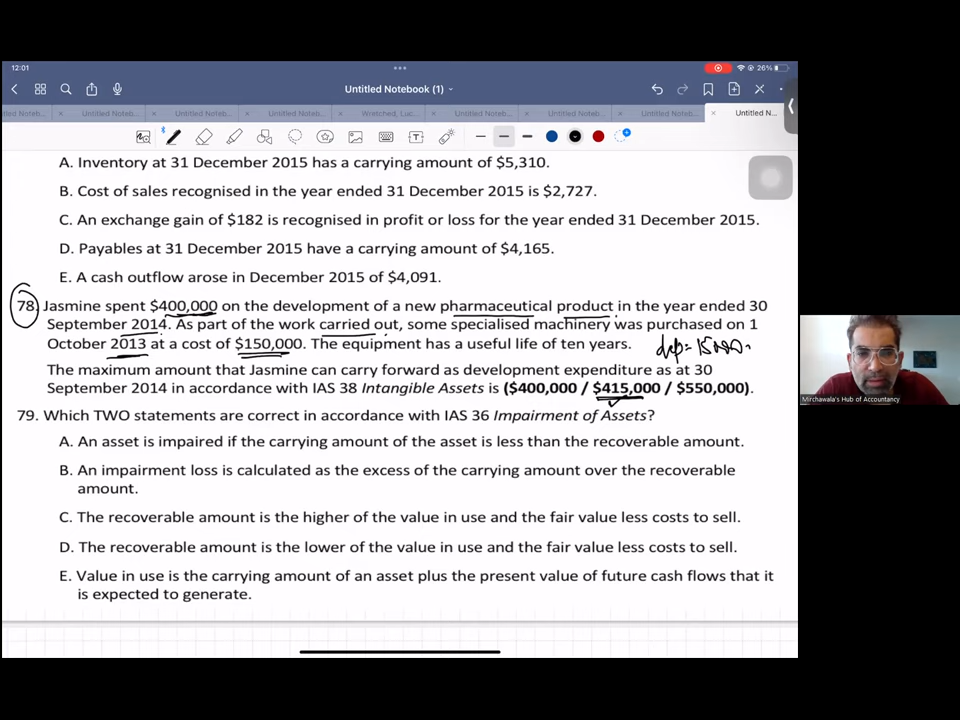 12:01
26%
Untitled Notebook (1)
Untitled Noteb...
Untitled Noteb...
Untitled Noteb...
Wretched, Luc...
Untitled Noteb...
Untitled Noteb...
Untitled N...
A. Inventory at 31 December 2015 has a carrying amount of $5,310.
B. Cost of sales recognised in the year ended 31 December 2015 is $2,727.
C. An exchange gain of $182 is recognised in profit or loss for the year ended 31 December 2015.
D. Payables at 31 December 2015 have a carrying amount of $4,165.
E. A cash outflow arose in December 2015 of $4,091.
78. Jasmine spent $400,000 on the development of a new pharmaceutical product in the year ended 30
September 2014. As part of the work carried out, some specialised machinery was purchased on 1
October 2013 at a cost of $150,000. The equipment has a useful life of ten years.
dep = 15000
The maximum amount that Jasmine can carry forward as development expenditure as at 30
September 2014 in accordance with IAS 38 Intangible Assets is ($400,000 / $415,000 / $550,000).
79. Which TWO statements are correct in accordance with IAS 36 Impairment of Assets?
A. An asset is impaired if the carrying amount of the asset is less than the recoverable amount.
B. An impairment loss is calculated as the excess of the carrying amount over the recoverable
amount.
C. The recoverable amount is the higher of the value in use and the fair value less costs to sell.
D. The recoverable amount is the lower of the value in use and the fair value less costs to sell.
E. Value in use is the carrying amount of an asset plus the present value of future cash flows that it
is expected to generate.
Mirchawala's Hub of Accountancy